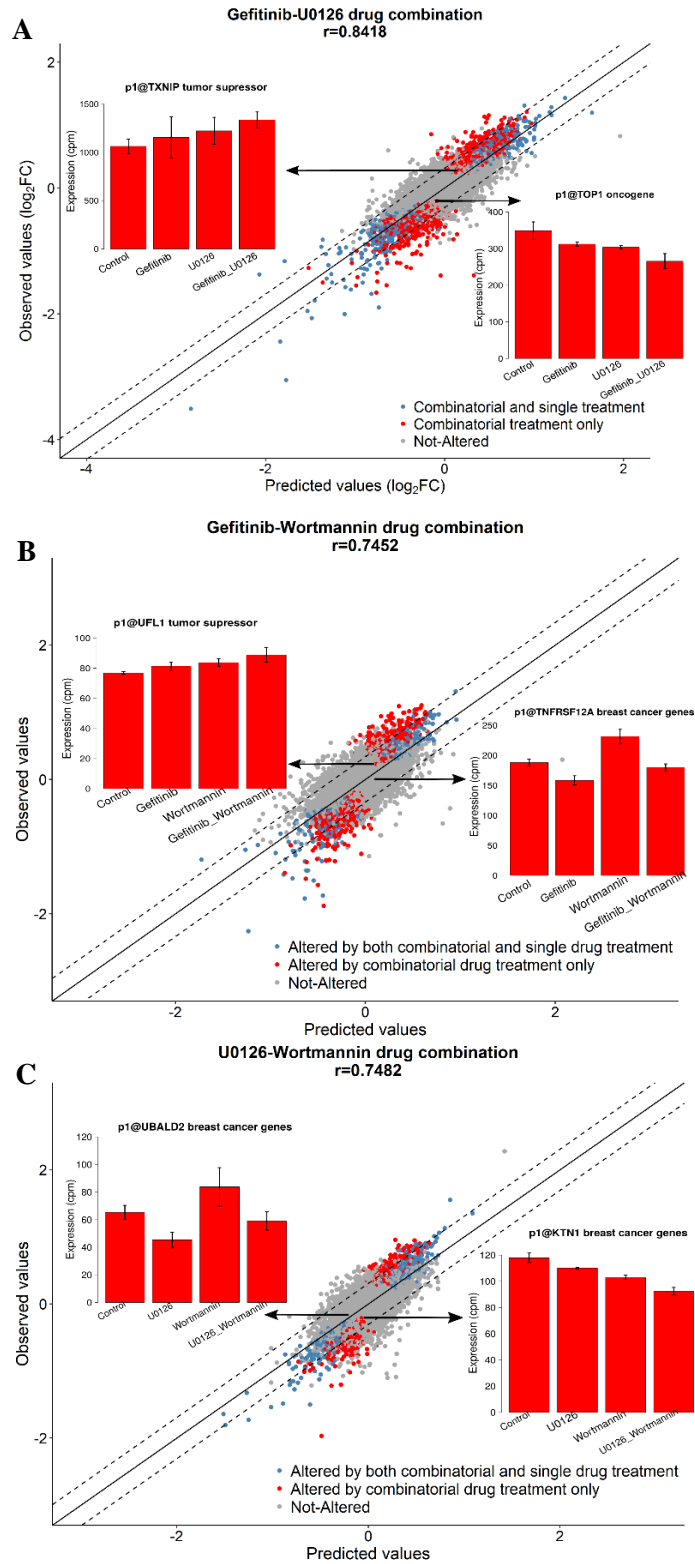 A
Gefitinib-U0126 drug combination
r=0.8418
p1@TXNIP tumor supressor
Expression (cpm)
1500
1000
500
0
Control
Gefitinib
U0126
Gefitinib_U0126
p1@TOP1 oncogene
Expression (cpm)
400
300
200
100
0
Control
Gefitinib
U0126
Gefitinib_U0126
Observed values (log2FC)
2
0
-2
-4
Combinatorial and single treatment
Combinatorial treatment only
Not-Altered
-4 -2 0 2
Predicted values (log2FC)
B
Gefitinib-Wortmannin drug combination
r=0.7452
p1@UFL1 tumor supressor
Expression (cpm)
100
80
60
40
20
0
Control
Gefitinib
Wortmannin
Gefitinib_Wortmannin
p1@TNFRSF12A breast cancer genes
Expression (cpm)
250
200
150
100
50
0
Control
Gefitinib
Wortmannin
Gefitinib_Wortmannin
Observed values
2
0
-2
Altered by both combinatorial and single drug treatment
Altered by combinatorial drug treatment only
Not-Altered
-2 0 2
Predicted values
C
U0126-Wortmannin drug combination
r=0.7482
p1@UBALD2 breast cancer genes
Expression (cpm)
120
100
80
60
40
20
0
Control
U0126
Wortmannin
U0126_Wortmannin
p1@KTN1 breast cancer genes
Expression (cpm)
120
100
80
60
40
20
0
Control
U0126
Wortmannin
U0126_Wortmannin
Observed values
2
0
-2
Altered by both combinatorial and single drug treatment
Altered by combinatorial drug treatment only
Not-Altered
-2 0 2
Predicted values